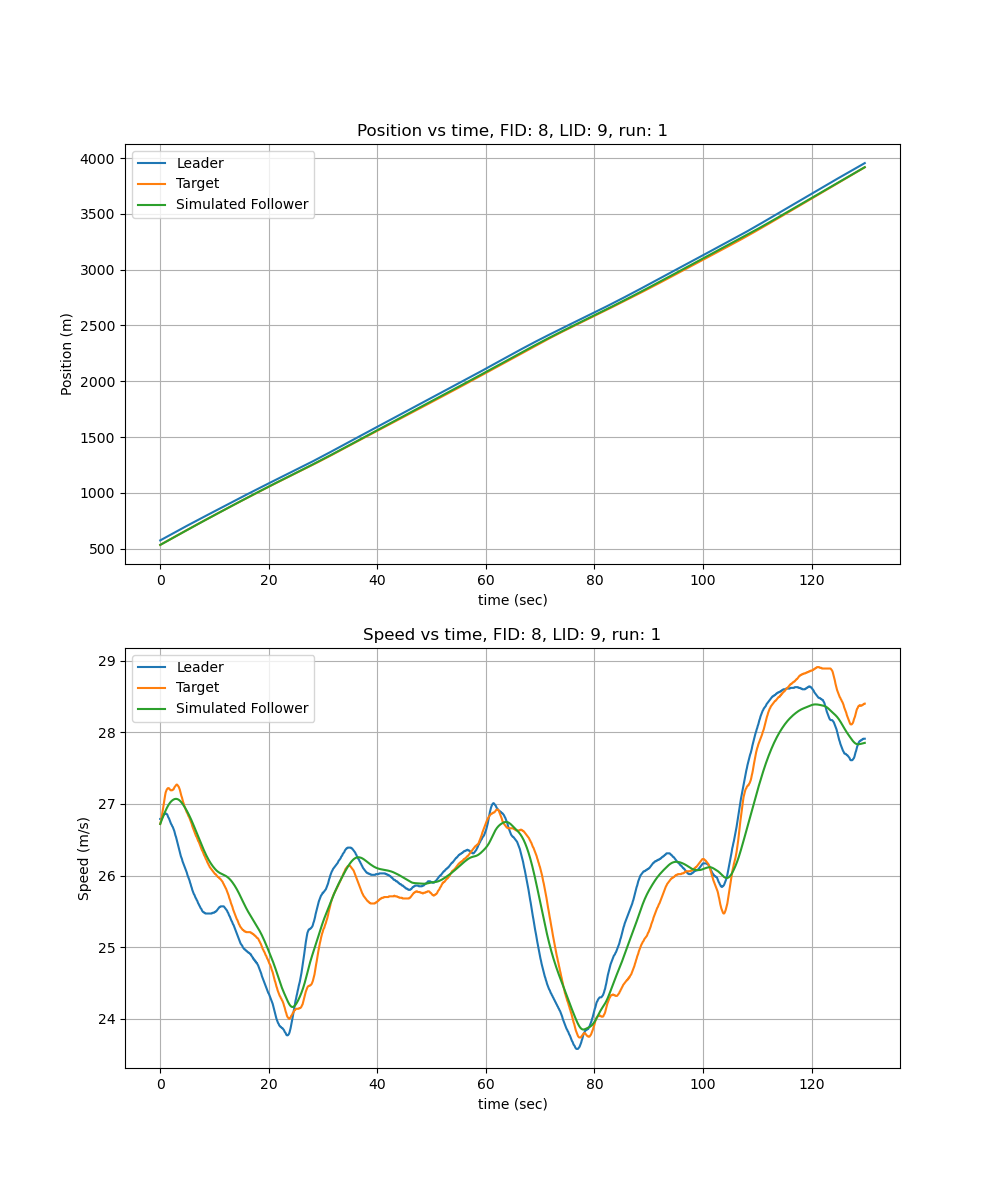 Position vs time, FID: 8, LID: 9, run: 1
Leader
Target
Simulated Follower
4000
3500
3000
2500
2000
1500
1000
500
Position (m)
0 20 40 60 80 100 120
time (sec)
Speed vs time, FID: 8, LID: 9, run: 1
Leader
Target
Simulated Follower
29
28
27
26
25
24
Speed (m/s)
0 20 40 60 80 100 120
time (sec)